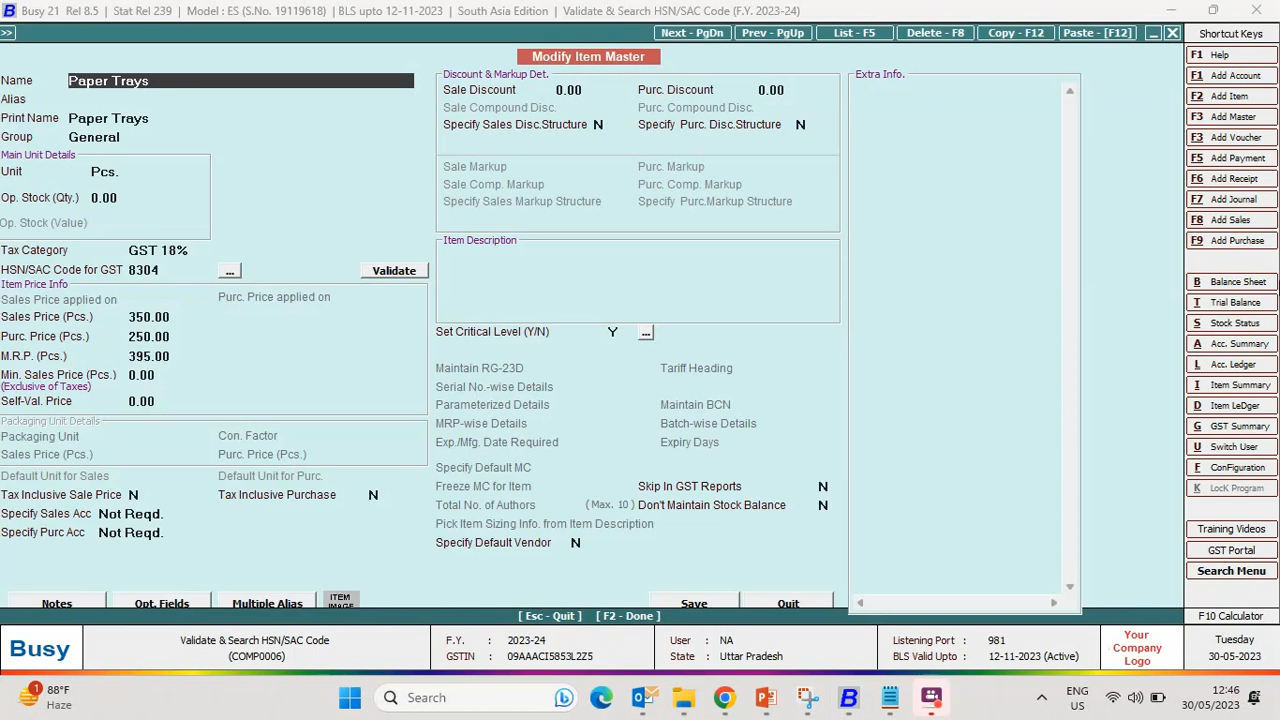 Busy 21 Rel 8.5 | Stat Rel 239 | Model : ES (S.No. 19119618) | BLS upto 12-11-2023 | South Asia Edition | Validate & Search HSN/SAC Code (F.Y. 2023-24)
>> Next - PgDn Prev - PgUp List - F5 Delete - F8 Copy - F12 Paste - [F12]
Modify Item Master
Name Paper Trays
Alias
Print Name Paper Trays
Group General
Main Unit Details
Unit Pcs.
Op. Stock (Qty.) 0.00
Op. Stock (Value)
Tax Category GST 18%
HSN/SAC Code for GST 8304 ... Validate
Item Price Info
Sales Price applied on Purc. Price applied on
Sales Price (Pcs.) 350.00
Purc. Price (Pcs.) 250.00
M.R.P. (Pcs.) 395.00
Min. Sales Price (Pcs.) 0.00
(Exclusive of Taxes)
Self-Val. Price 0.00
Packaging Unit Details
Packaging Unit Con. Factor
Sales Price (Pcs.) Purc. Price (Pcs.)
Default Unit for Sales Default Unit for Purc.
Tax Inclusive Sale Price N Tax Inclusive Purchase N
Specify Sales Acc Not Reqd.
Specify Purc Acc Not Reqd.
Notes Opt. Fields Multiple Alias ITEM IMAGE
Discount & Markup Det.
Sale Discount 0.00 Purc. Discount 0.00
Sale Compound Disc. Purc. Compound Disc.
Specify Sales Disc.Structure N Specify Purc. Disc.Structure N
Sale Markup Purc. Markup
Sale Comp. Markup Purc. Comp. Markup
Specify Sales Markup Structure Specify Purc.Markup Structure
Item Description
Set Critical Level (Y/N) Y ...
Maintain RG-23D Tariff Heading
Serial No.-wise Details
Parameterized Details Maintain BCN
MRP-wise Details Batch-wise Details
Exp./Mfg. Date Required Expiry Days
Specify Default MC
Freeze MC for Item Skip In GST Reports N
Total No. of Authors ( Max. 10 ) Don't Maintain Stock Balance N
Pick Item Sizing Info. from Item Description
Specify Default Vendor N
Save Quit
Extra Info.
[ Esc - Quit ] [ F2 - Done ]
Shortcut Keys
F1 Help
F1 Add Account
F2 Add Item
F3 Add Master
F3 Add Voucher
F5 Add Payment
F6 Add Receipt
F7 Add Journal
F8 Add Sales
F9 Add Purchase
B Balance Sheet
T Trial Balance
S Stock Status
A Acc. Summary
L Acc. Ledger
I Item Summary
D Item LeDger
G GST Summary
U Switch User
F ConFiguration
K LocK Program
Training Videos
GST Portal
Search Menu
F10 Calculator
Busy
Validate & Search HSN/SAC Code
(COMP0006)
F.Y. : 2023-24
GSTIN : 09AAACI5853L2Z5
User : NA
State : Uttar Pradesh
Listening Port : 981
BLS Valid Upto : 12-11-2023 (Active)
Your
Company
Logo
Tuesday
30-05-2023
1
88°F
Haze
Search
ENG
US
12:46
30/05/2023